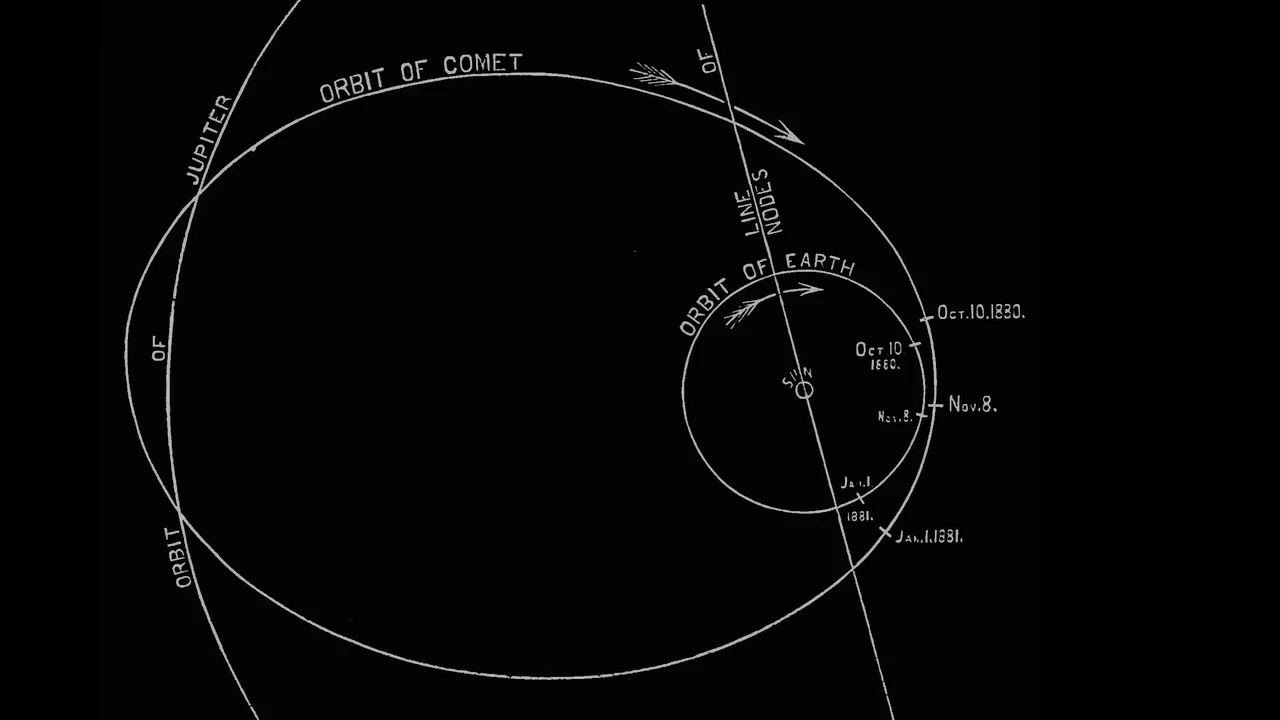 ORBIT OF COMET
ORBIT OF JUPITER
LINE OF NODES
ORBIT OF EARTH
SUN
Oct.10.1880.
Oct 10
1880.
Nov.8.
Nov.8.
Jan.1.
1881.
Jan.1.1881.